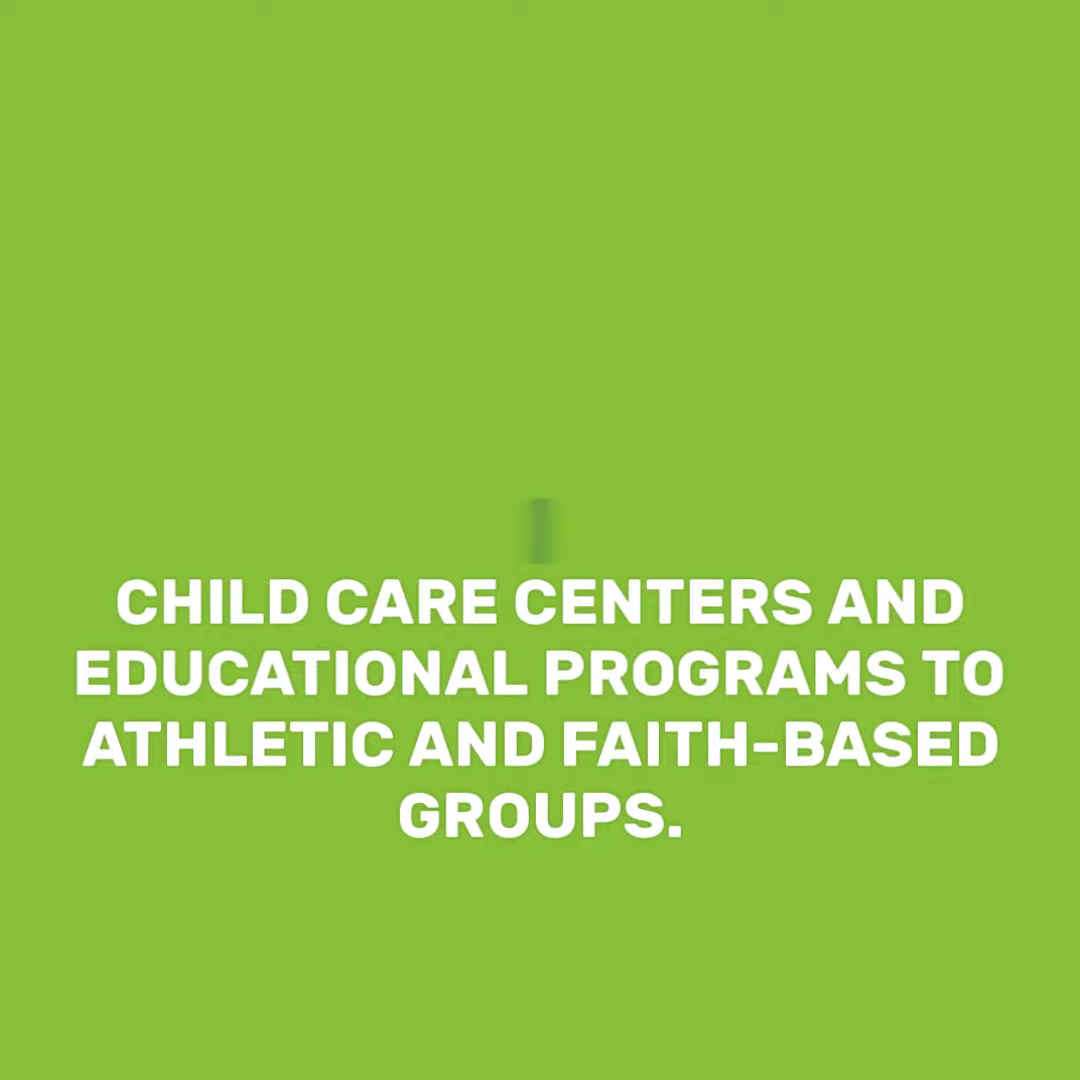 CHILD CARE CENTERS AND
EDUCATIONAL PROGRAMS TO
ATHLETIC AND FAITH-BASED
GROUPS.